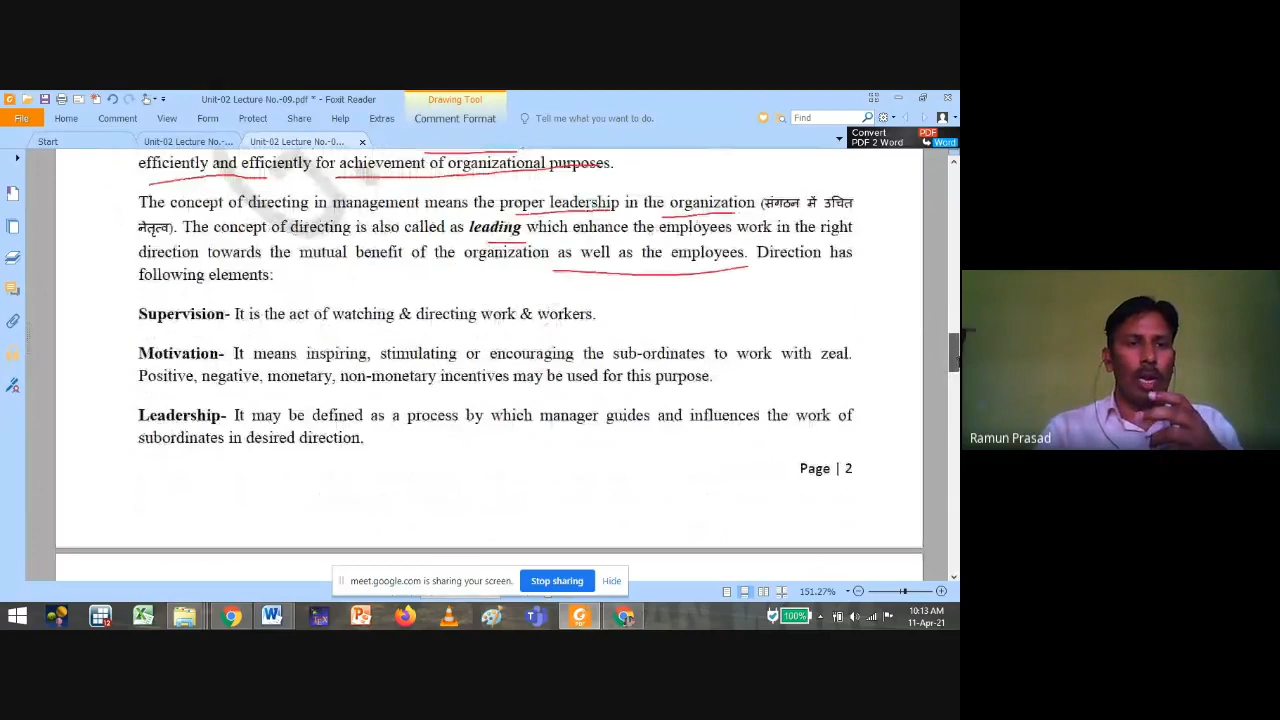 Unit-02 Lecture No.-09.pdf * - Foxit Reader
Drawing Tool
File Home Comment View Form Protect Share Help Extras Comment Format Tell me what you want to do. Find
Start Unit-02 Lecture No.-... Unit-02 Lecture No.-0...
Convert PDF
PDF 2 Word Word
efficiently and efficiently for achievement of organizational purposes.
The concept of directing in management means the proper leadership in the organization (संगठन में उचित
नेतृत्व). The concept of directing is also called as leading which enhance the employees work in the right
direction towards the mutual benefit of the organization as well as the employees. Direction has
following elements:
Supervision- It is the act of watching & directing work & workers.
Motivation- It means inspiring, stimulating or encouraging the sub-ordinates to work with zeal.
Positive, negative, monetary, non-monetary incentives may be used for this purpose.
Leadership- It may be defined as a process by which manager guides and influences the work of
subordinates in desired direction.
Page | 2
Ramun Prasad
meet.google.com is sharing your screen. Stop sharing Hide
151.27%
100%
10:13 AM
11-Apr-21